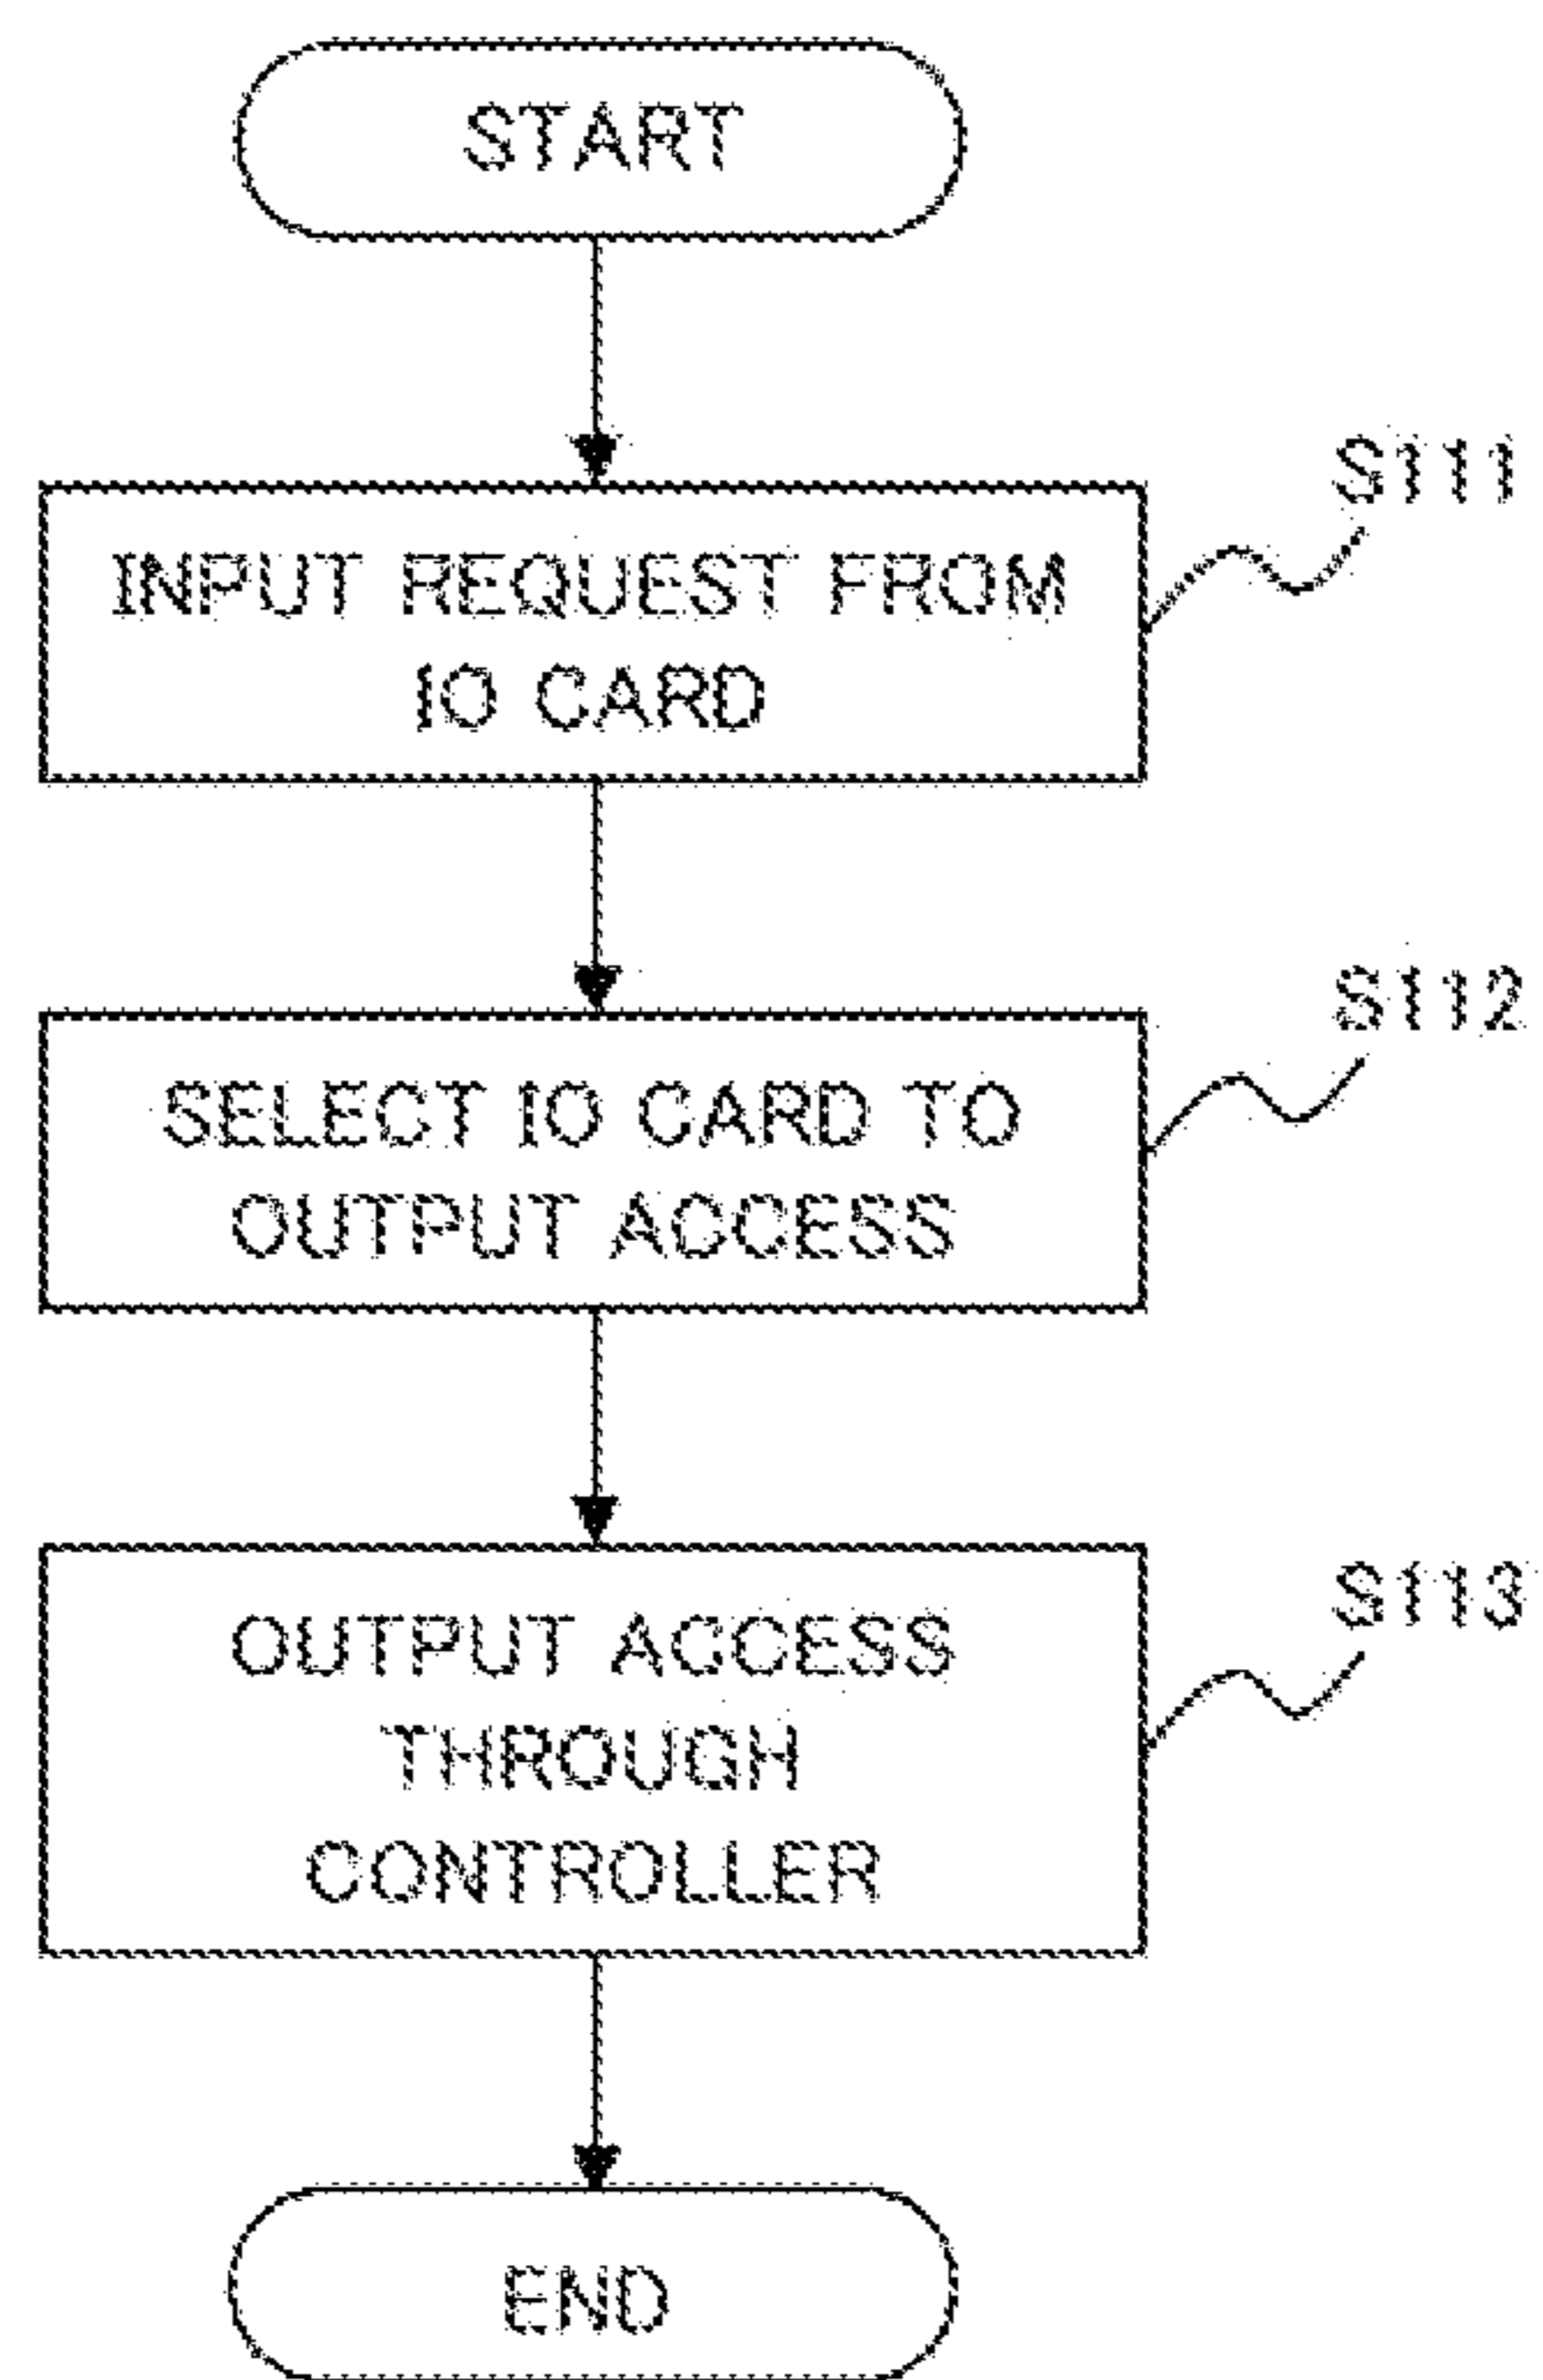 START
S111
INPUT REQUEST FROM
IO CARD
S112
SELECT IO CARD TO
OUTPUT ACCESS
S113
OUTPUT ACCESS
THROUGH
CONTROLLER
END